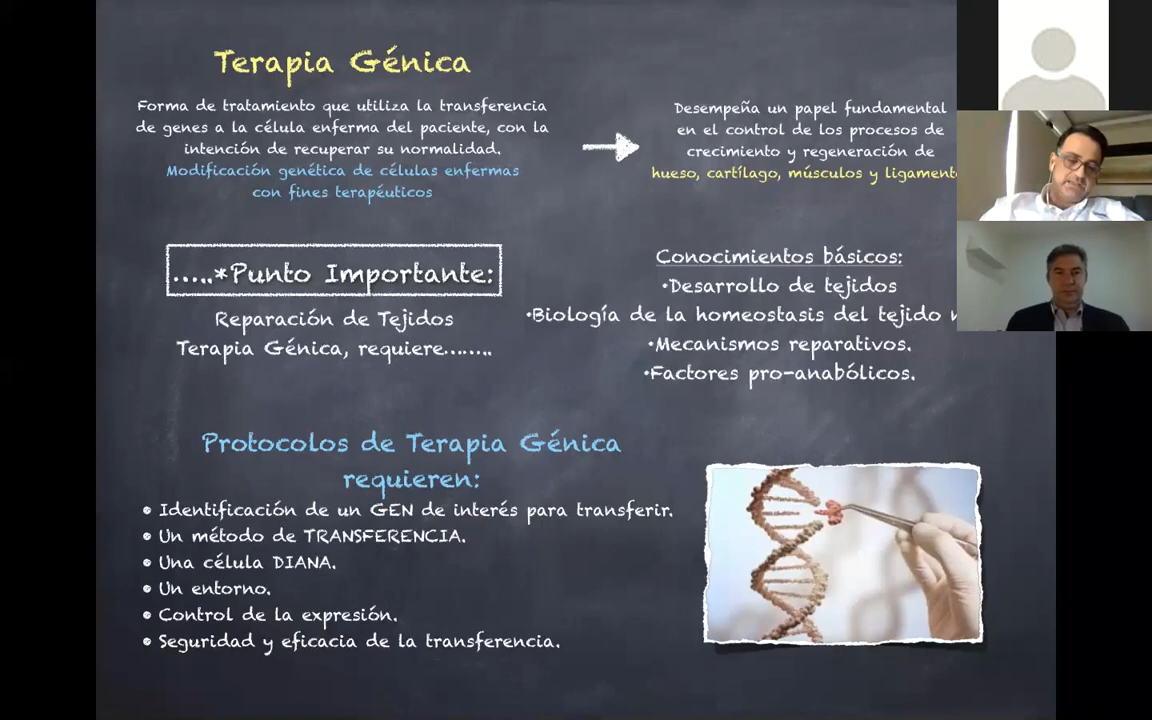 Terapia Génica
Forma de tratamiento que utiliza la transferencia
de genes a la célula enferma del paciente, con la
intención de recuperar su normalidad.
Modificación genética de células enfermas
con fines terapéuticos
Desempeña un papel fundamental
en el control de los procesos de
crecimiento y regeneración de
hueso, cartílago, músculos y
…..,*Punto Importante:
Reparación de Tejidos
Terapia Génica, requiere……..
Conocimientos básicos:
•Desarrollo de tejidos
•Biología de la homeostasis del tejido
•Mecanismos reparativos.
•Factores pro-anabólicos.
Protocolos de Terapia Génica
requieren:
• Identificación de un GEN de interés para transferir.
• Un método de TRANSFERENCIA.
• Una célula DIANA.
• Un entorno.
• Control de la expresión.
• Seguridad y eficacia de la transferencia.